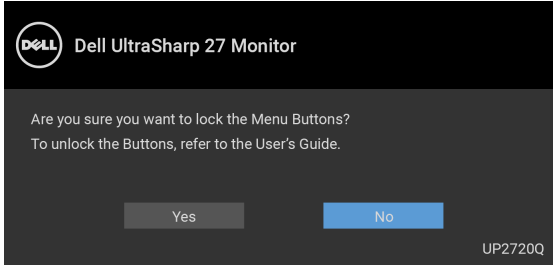 DELL
Dell UltraSharp 27 Monitor
Are you sure you want to lock the Menu Buttons?
To unlock the Buttons, refer to the User's Guide.
Yes
No
UP2720Q